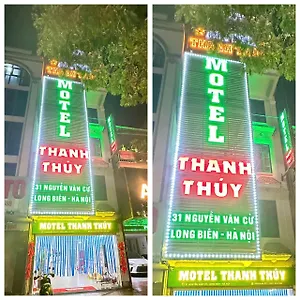 MOTEL
THANH
THỦY
31 NGUYỄN VĂN CỪ
LONG BIÊN - HÀ NỘI
MOTEL THANH THỦY
MOTEL
THANH
THỦY
31 NGUYỄN VĂN CỪ
LONG BIÊN - HÀ NỘI
MOTEL THANH THỦY